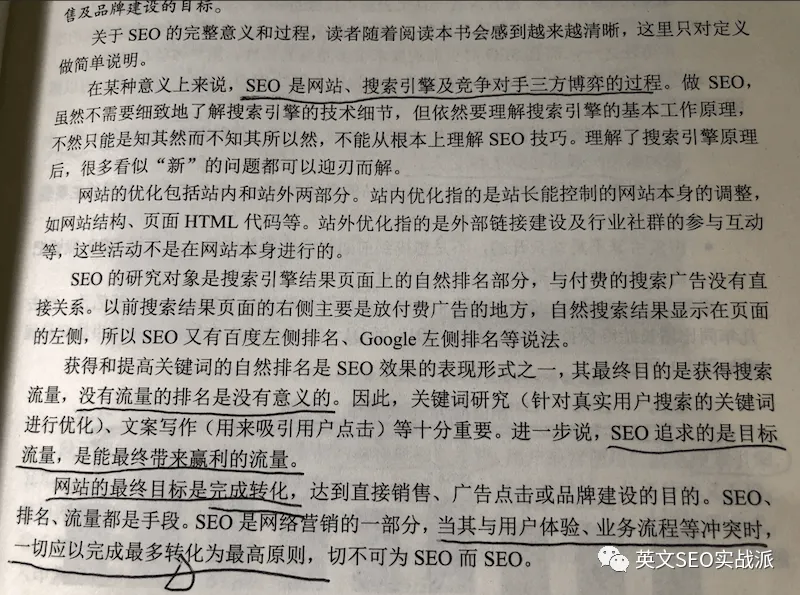 售及品牌建设的目标。
关于 SEO 的完整意义和过程，读者随着阅读本书会感到越来越清晰，这里只对定义
做简单说明。
在某种意义上来说，SEO 是网站、搜索引擎及竞争对手三方博弈的过程。做 SEO，
虽然不需要细致地了解搜索引擎的技术细节，但依然要理解搜索引擎的基本工作原理，
不然只能是知其然而不知其所以然，不能从根本上理解 SEO 技巧。理解了搜索引擎原理
后，很多看似“新”的问题都可以迎刃而解。
网站的优化包括站内和站外两部分。站内优化指的是站长能控制的网站本身的调整，
如网站结构、页面 HTML 代码等。站外优化指的是外部链接建设及行业社群的参与互动
等，这些活动不是在网站本身进行的。
SEO 的研究对象是搜索引擎结果页面上的自然排名部分，与付费的搜索广告没有直
接关系。以前搜索结果页面的右侧主要是放付费广告的地方，自然搜索结果显示在页面
的左侧，所以 SEO 又有百度左侧排名、Google 左侧排名等说法。
获得和提高关键词的自然排名是 SEO 效果的表现形式之一，其最终目的是获得搜索
流量，没有流量的排名是没有意义的。因此，关键词研究（针对真实用户搜索的关键词
进行优化）、文案写作（用来吸引用户点击）等十分重要。进一步说，SEO 追求的是目标
流量，是能最终带来赢利的流量。
网站的最终目标是完成转化，达到直接销售、广告点击或品牌建设的目的。SEO、
排名、流量都是手段。SEO 是网络营销的一部分，当其与用户体验、业务流程等冲突时，
一切应以完成最多转化为最高原则，切不可为 SEO 而 SEO。
英文SEO实战派